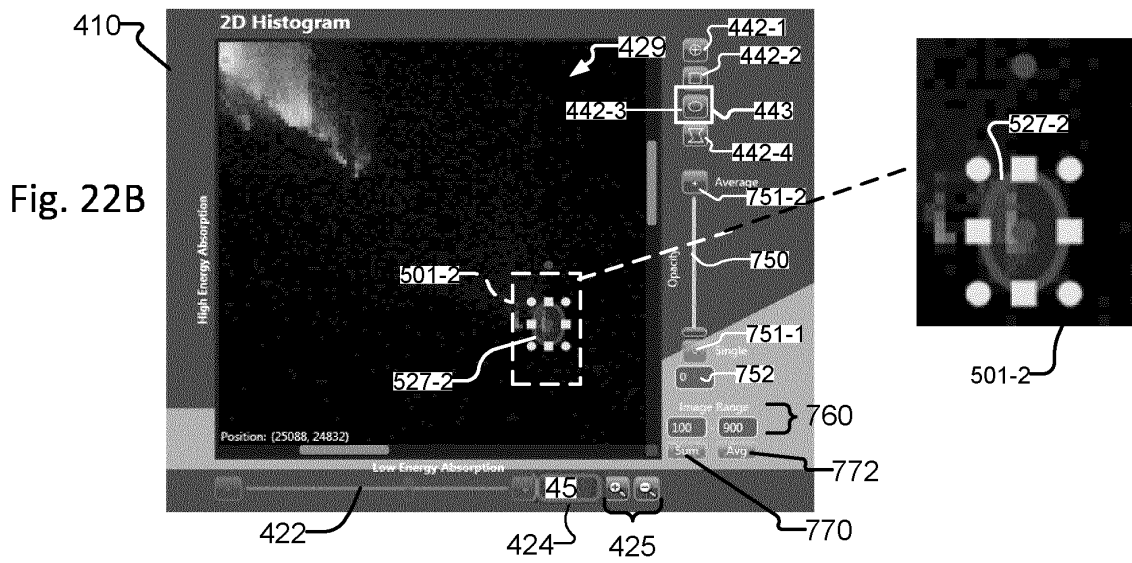 410
2D Histogram
429
442-1
442-2
442-3
443
442-4
527-2
Fig. 22B
High Energy Absorption
Average
751-2
Opacity
750
501-2
751-1
Single
527-2
0
752
501-2
Image Range
760
100
900
Position: (25088, 24832)
Sum
Avg
772
Low Energy Absorption
45
422
424
425
770